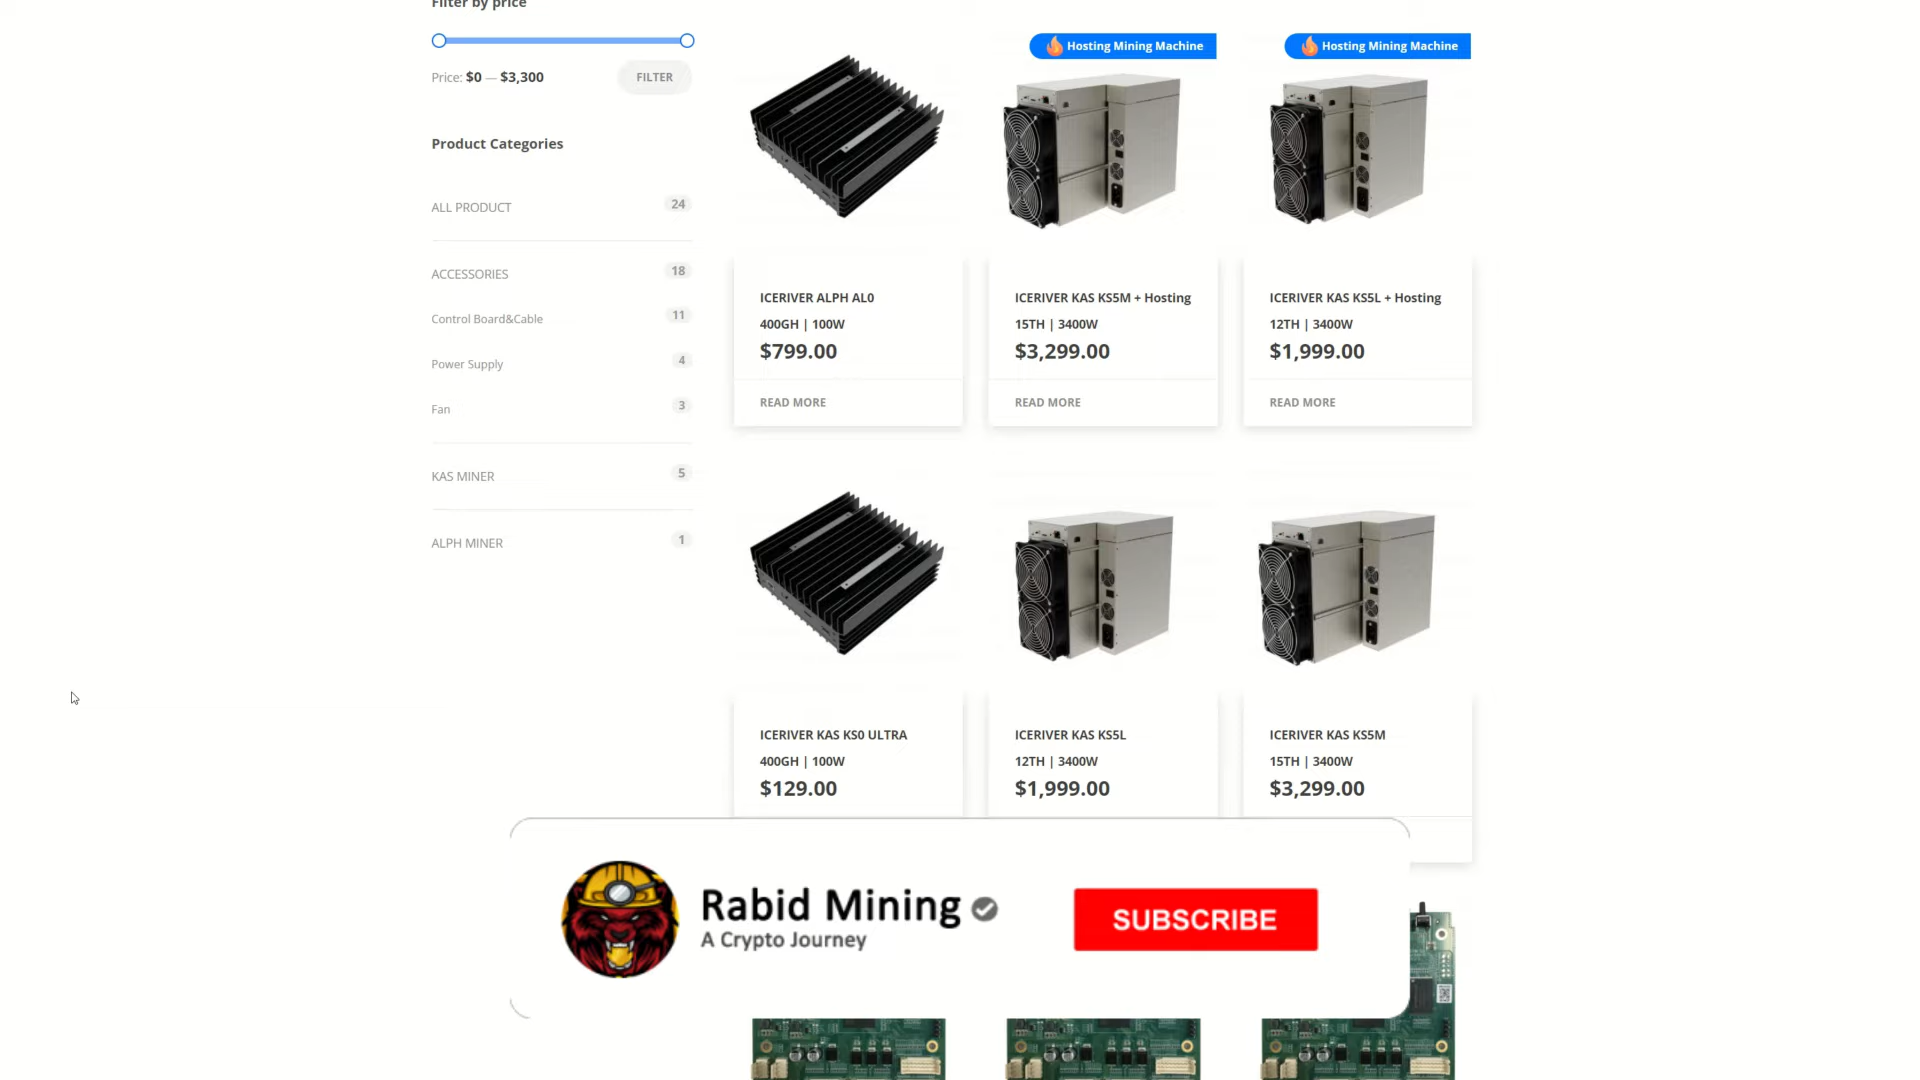 Filter by price
Price: $0 — $3,300
FILTER
Product Categories
ALL PRODUCT 24
ACCESSORIES 18
Control Board&Cable 11
Power Supply 4
Fan 3
KAS MINER 5
ALPH MINER 1
ICERIVER ALPH AL0
400GH | 100W
$799.00
READ MORE
Hosting Mining Machine
ICERIVER KAS KS5M + Hosting
15TH | 3400W
$3,299.00
READ MORE
Hosting Mining Machine
ICERIVER KAS KS5L + Hosting
12TH | 3400W
$1,999.00
READ MORE
ICERIVER KAS KS0 ULTRA
400GH | 100W
$129.00
ICERIVER KAS KS5L
12TH | 3400W
$1,999.00
ICERIVER KAS KS5M
15TH | 3400W
$3,299.00
Rabid Mining
A Crypto Journey
SUBSCRIBE